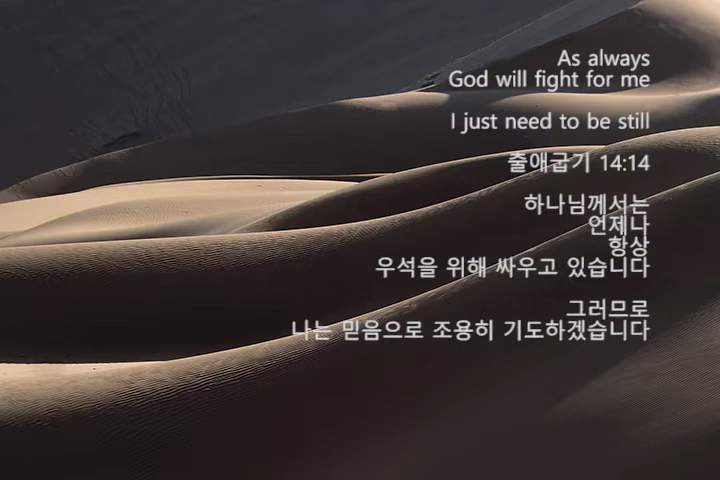 As always
God will fight for me
I just need to be still
출애굽기 14:14
하나님께서는
언제나
항상
우석을 위해 싸우고 있습니다
그러므로
나는 믿음으로 조용히 기도하겠습니다